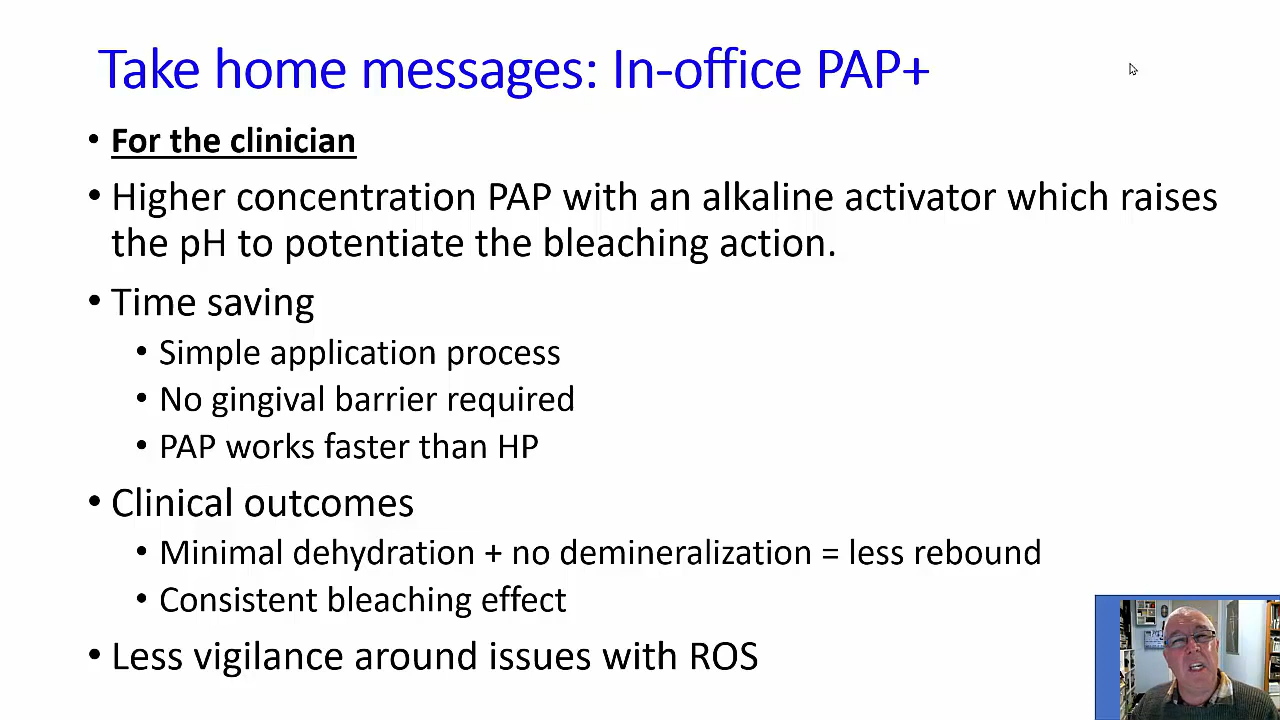 Take home messages: In-office PAP+
• For the clinician
• Higher concentration PAP with an alkaline activator which raises
the pH to potentiate the bleaching action.
• Time saving
• Simple application process
• No gingival barrier required
• PAP works faster than HP
• Clinical outcomes
• Minimal dehydration + no demineralization = less rebound
• Consistent bleaching effect
• Less vigilance around issues with ROS